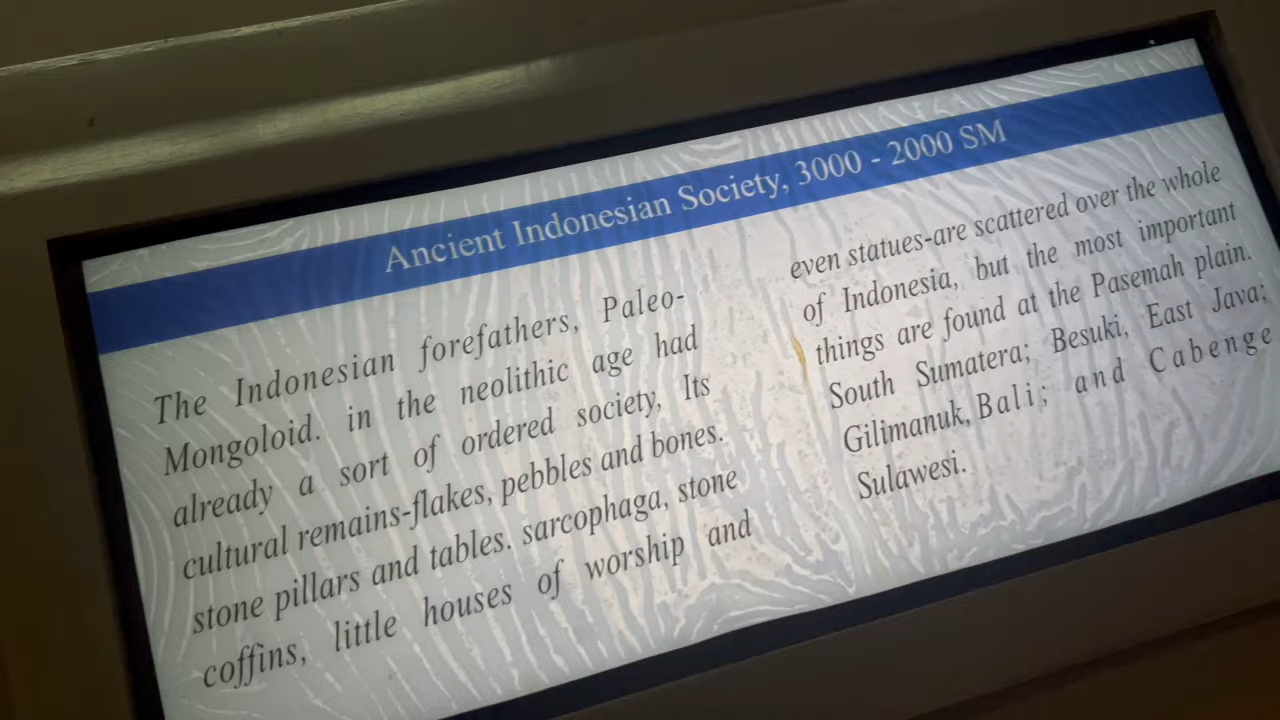 Ancient Indonesian Society, 3000 - 2000 SM
The Indonesian forefathers, Paleo-
Mongoloid. in the neolithic age had
already a sort of ordered society, Its
cultural remains-flakes, pebbles and bones.
stone pillars and tables. sarcophaga, stone
coffins, little houses of worship and
even statues-are scattered over the whole
of Indonesia, but the most important
things are found at the Pasemah plain.
South Sumatera; Besuki, East Java;
Gilimanuk, Bali; and Cabenge
Sulawesi.